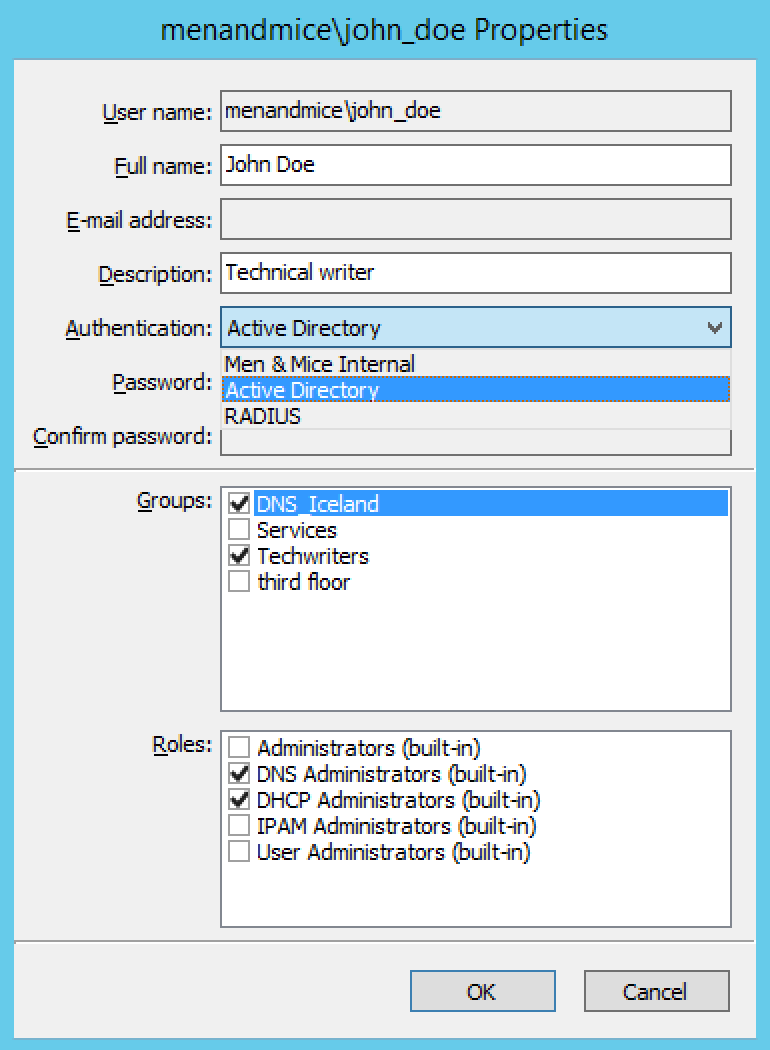 menandmice\john_doe Properties
User name: menandmice\john_doe
Full name: John Doe
E-mail address:
Description: Technical writer
Authentication: Active Directory
Men & Mice Internal
Password: Active Directory
RADIUS
Confirm password:
Groups: DNS_Iceland
Services
Techwriters
third floor
Roles: Administrators (built-in)
DNS Administrators (built-in)
DHCP Administrators (built-in)
IPAM Administrators (built-in)
User Administrators (built-in)
OK Cancel